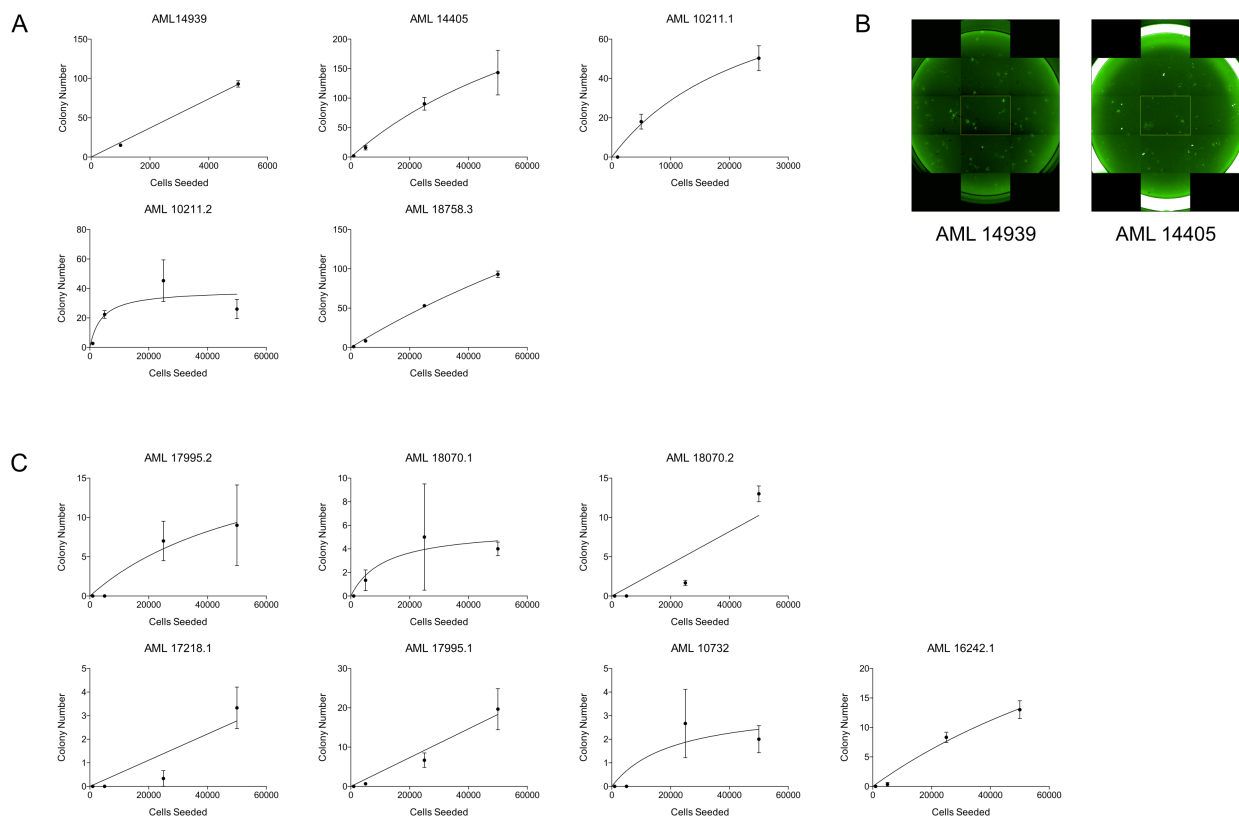 A
AML14939
Colony Number
150
100
50
0
0 2000 4000 6000
Cells Seeded
AML 14405
Colony Number
200
150
100
50
0
0 20000 40000 60000
Cells Seeded
AML 10211.1
Colony Number
60
40
20
0
0 10000 20000 30000
Cells Seeded
B
AML 14939
AML 14405
AML 10211.2
Colony Number
80
60
40
20
0
0 20000 40000 60000
Cells Seeded
AML 18758.3
Colony Number
150
100
50
0
0 20000 40000 60000
Cells Seeded
C
AML 17995.2
Colony Number
15
10
5
0
0 20000 40000 60000
Cells Seeded
AML 18070.1
Colony Number
10
8
6
4
2
0
0 20000 40000 60000
Cells Seeded
AML 18070.2
Colony Number
15
10
5
0
0 20000 40000 60000
Cells Seeded
AML 17218.1
Colony Number
5
4
3
2
1
0
0 20000 40000 60000
Cells Seeded
AML 17995.1
Colony Number
30
20
10
0
0 20000 40000 60000
Cells Seeded
AML 10732
Colony Number
5
4
3
2
1
0
0 20000 40000 60000
Cells Seeded
AML 16242.1
Colony Number
20
15
10
5
0
0 20000 40000 60000
Cells Seeded